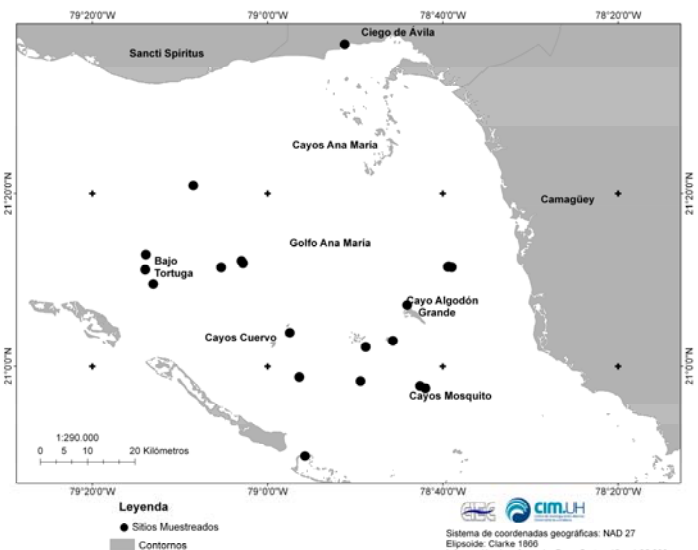 79°20'0"W 79°0'0"W 78°40'0"W 78°20'0"W
Ciego de Ávila
Sancti Spíritus
Cayos Ana María
21°20'0"N
21°20'0"N
Camagüey
Golfo Ana María
Bajo
Tortuga
Cayo Algodón
Grande
Cayos Cuervo
21°0'0"N
21°0'0"N
Cayos Mosquito
1:290.000
0 5 10 20 Kilómetros
79°20'0"W 79°0'0"W 78°40'0"W 78°20'0"W
Leyenda
Sitios Muestreados
Contornos
CIM.UH
Sistema de coordenadas geográficas: NAD 27
Elipsoide: Clarke 1866